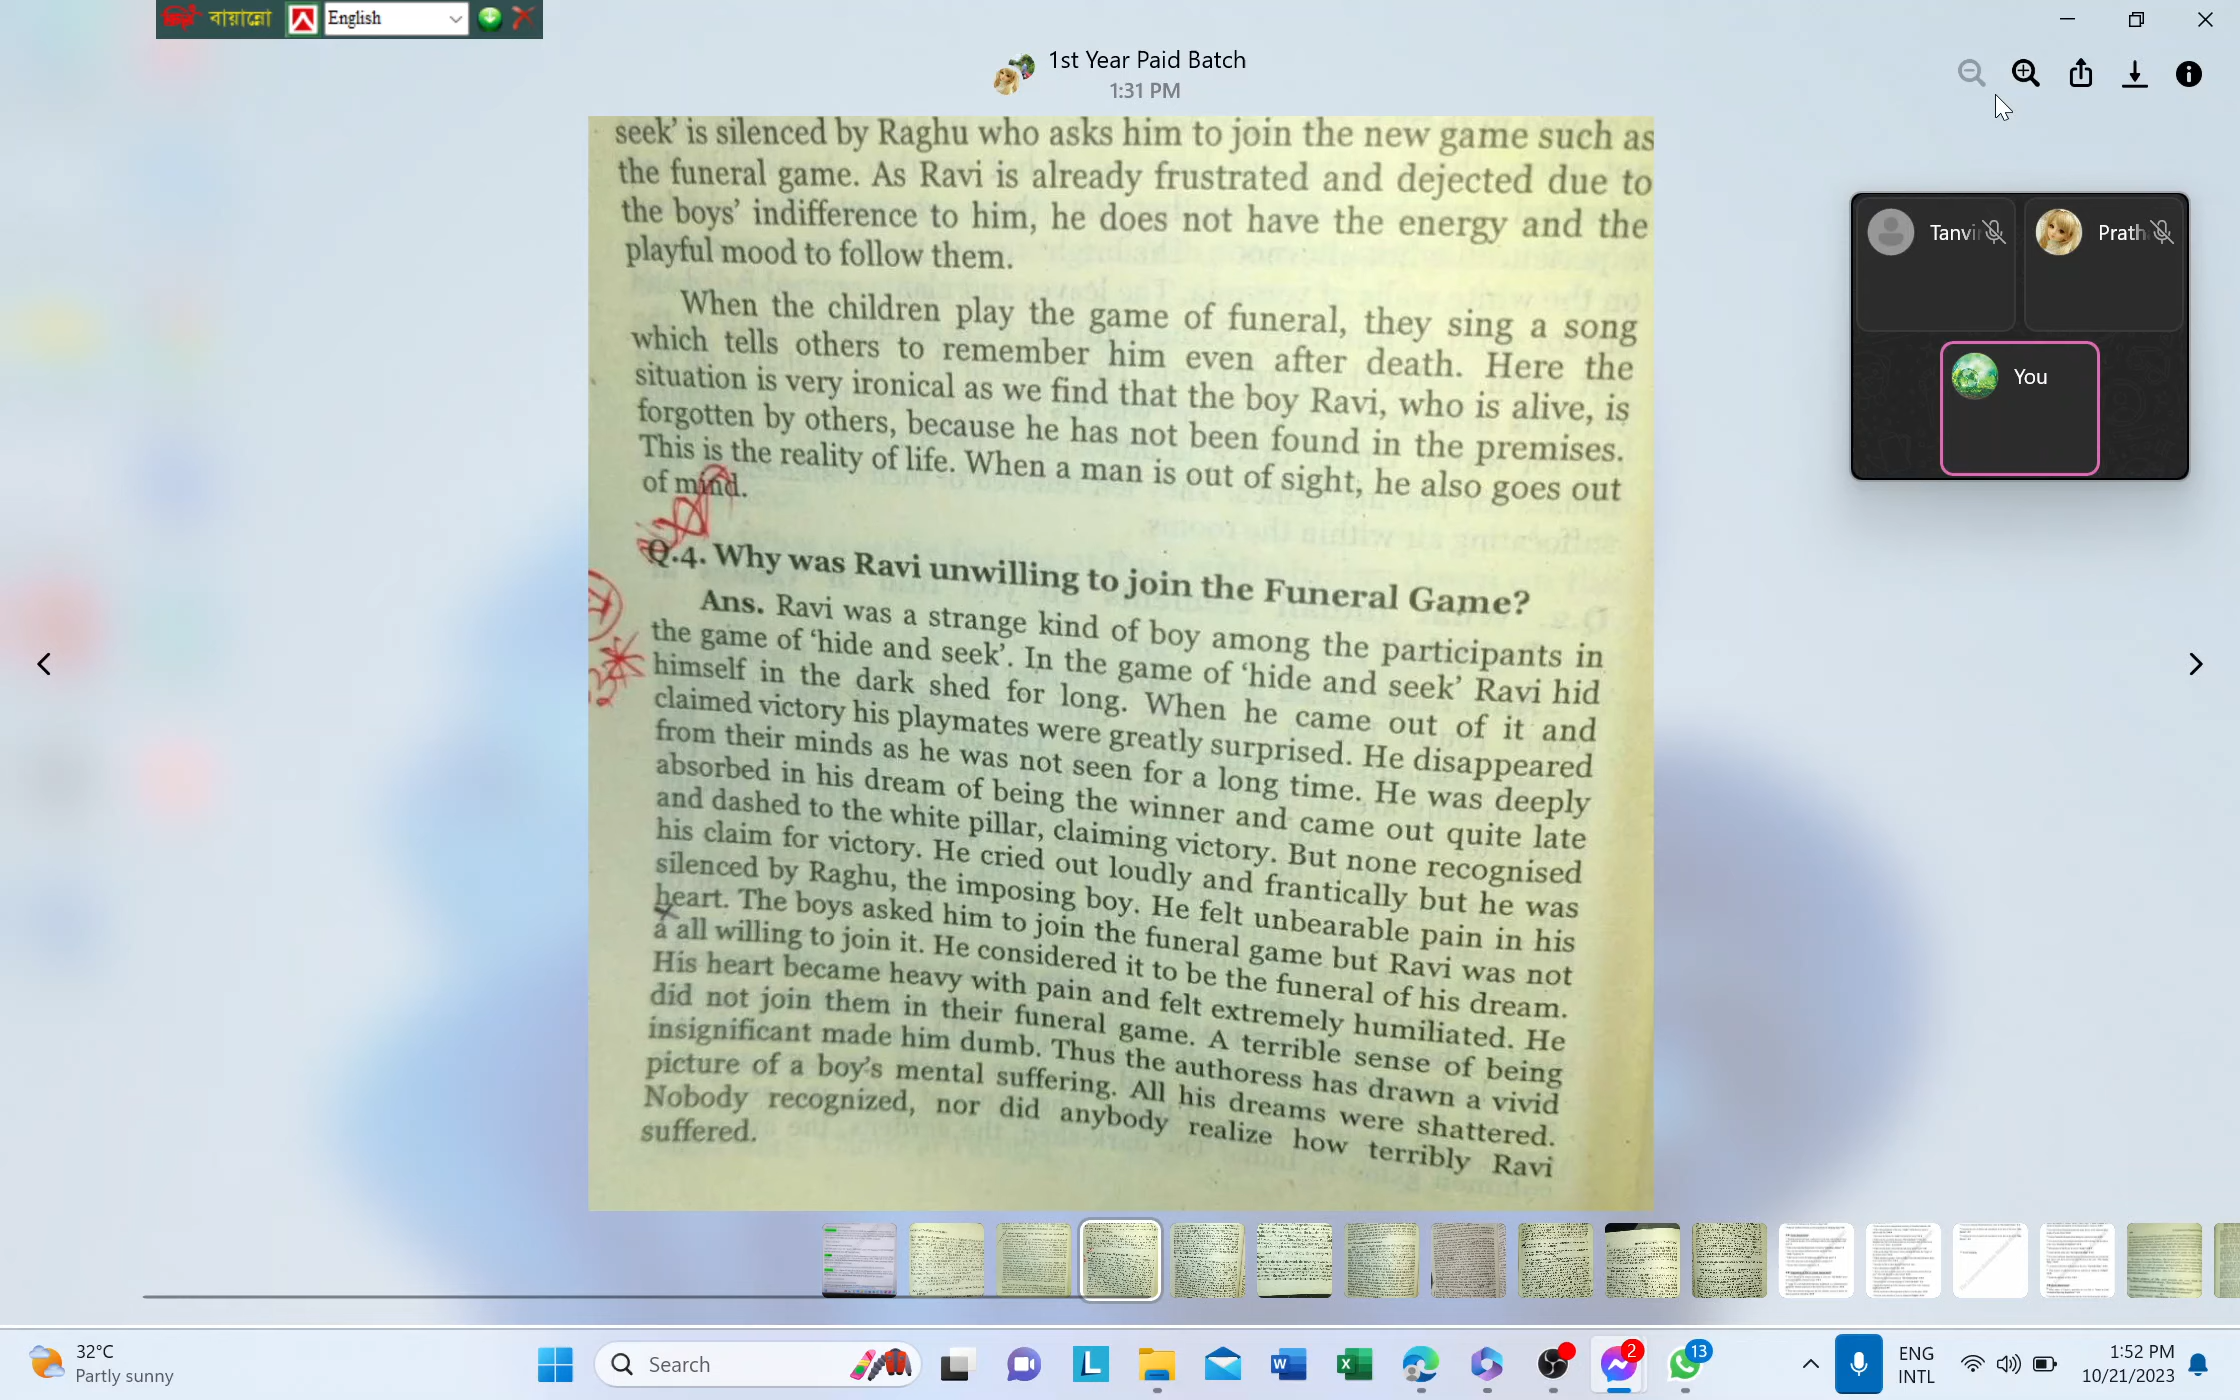 বায়ান্নো
English
1st Year Paid Batch
1:31 PM
seek’ is silenced by Raghu who asks him to join the new game such as
the funeral game. As Ravi is already frustrated and dejected due to
the boys’ indifference to him, he does not have the energy and the
playful mood to follow them.
When the children play the game of funeral, they sing a song
which tells others to remember him even after death. Here the
situation is very ironical as we find that the boy Ravi, who is alive, is
forgotten by others, because he has not been found in the premises.
This is the reality of life. When a man is out of sight, he also goes out
of mind.
Q.4. Why was Ravi unwilling to join the Funeral Game?
Ans. Ravi was a strange kind of boy among the participants in
the game of ‘hide and seek’. In the game of ‘hide and seek’ Ravi hid
himself in the dark shed for long. When he came out of it and
claimed victory his playmates were greatly surprised. He disappeared
from their minds as he was not seen for a long time. He was deeply
absorbed in his dream of being the winner and came out quite late
and dashed to the white pillar, claiming victory. But none recognised
his claim for victory. He cried out loudly and frantically but he was
silenced by Raghu, the imposing boy. He felt unbearable pain in his
heart. The boys asked him to join the funeral game but Ravi was not
a all willing to join it. He considered it to be the funeral of his dream.
His heart became heavy with pain and felt extremely humiliated. He
did not join them in their funeral game. A terrible sense of being
insignificant made him dumb. Thus the authoress has drawn a vivid
picture of a boy’s mental suffering. All his dreams were shattered.
Nobody recognized, nor did anybody realize how terribly Ravi
suffered.
Tanvi
Prath
You
32°C
Partly sunny
Search
2
13
ENG
INTL
1:52 PM
10/21/2023